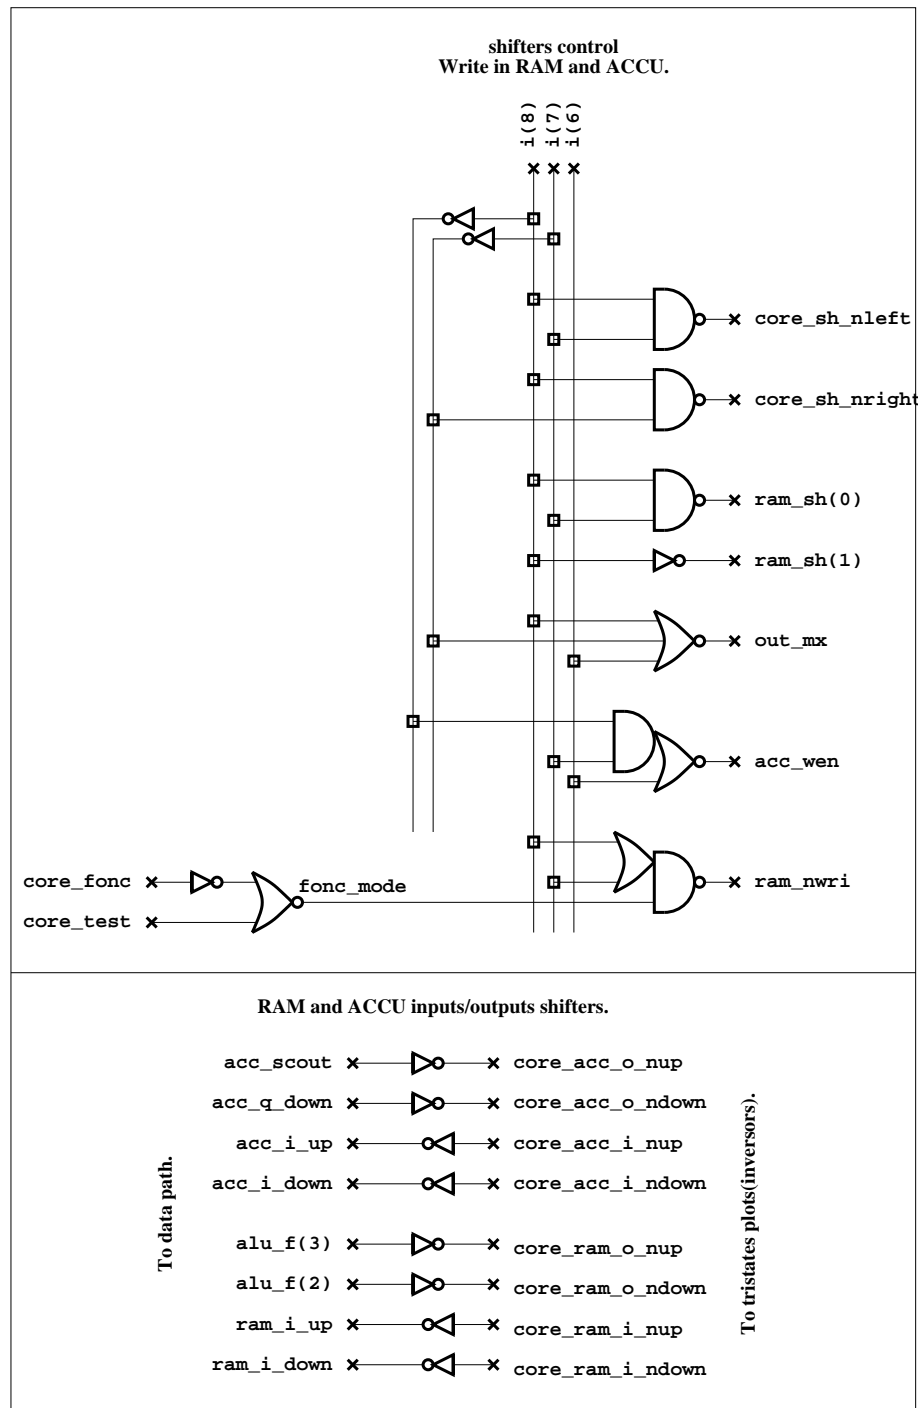 shifters control
Write in RAM and ACCU.
i(8)
i(7)
i(6)
core_sh_nleft
core_sh_nright
ram_sh(0)
ram_sh(1)
out_mx
acc_wen
core_fonc
fonc_mode
ram_nwri
core_test
RAM and ACCU inputs/outputs shifters.
acc_scout core_acc_o_nup
acc_q_down core_acc_o_ndown
acc_i_up core_acc_i_nup
acc_i_down core_acc_i_ndown
alu_f(3) core_ram_o_nup
alu_f(2) core_ram_o_ndown
ram_i_up core_ram_i_nup
ram_i_down core_ram_i_ndown
To data path.
To tristates plots(inversors).